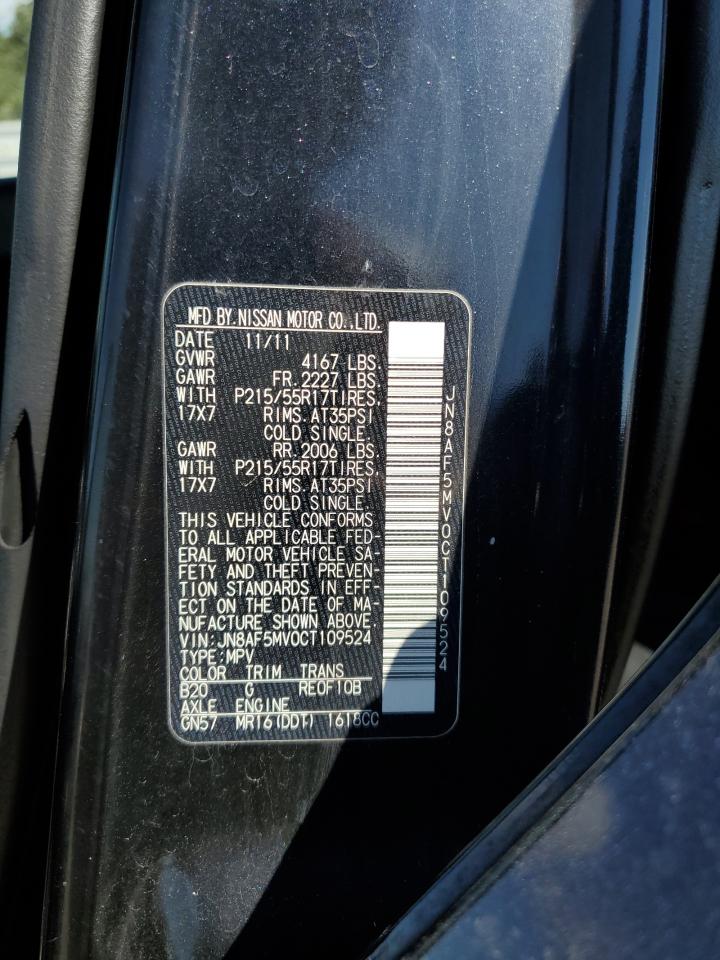 MFD BY.NISSAN MOTOR CO.,LTD.
DATE 11/11
GVWR 4167 LBS.
GAWR FR.2227 LBS.
WITH P215/55R17TIRES.
17X7 RIMS.AT35PSI
COLD SINGLE.
GAWR RR.2006 LBS.
WITH P215/55R17TIRES.
17X7 RIMS.AT35PSI
COLD SINGLE.
THIS VEHICLE CONFORMS
TO ALL APPLICABLE FED-
ERAL MOTOR VEHICLE SA-
FETY AND THEFT PREVEN-
TION STANDARDS IN EFF-
ECT ON THE DATE OF MA-
NUFACTURE SHOWN ABOVE.
VIN:JN8AF5MV0CT109524
TYPE:MPV
COLOR TRIM TRANS
B20 G RE0F10B
AXLE ENGINE
GN57 MR16(DDT) 1618CC
JN8AF5MV0CT109524